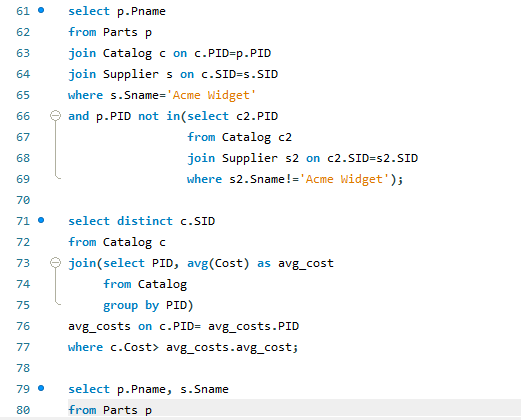 61 select p.Pname
62 from Parts p
63 join Catalog c on c.PID=p.PID
64 join Supplier s on c.SID=s.SID
65 where s.Sname='Acme Widget'
66 and p.PID not in(select c2.PID
67 from Catalog c2
68 join Supplier s2 on c2.SID=s2.SID
69 where s2.Sname!='Acme Widget');
70
71 select distinct c.SID
72 from Catalog c
73 join(select PID, avg(Cost) as avg_cost
74 from Catalog
75 group by PID)
76 avg_costs on c.PID= avg_costs.PID
77 where c.Cost> avg_costs.avg_cost;
78
79 select p.Pname, s.Sname
80 from Parts p